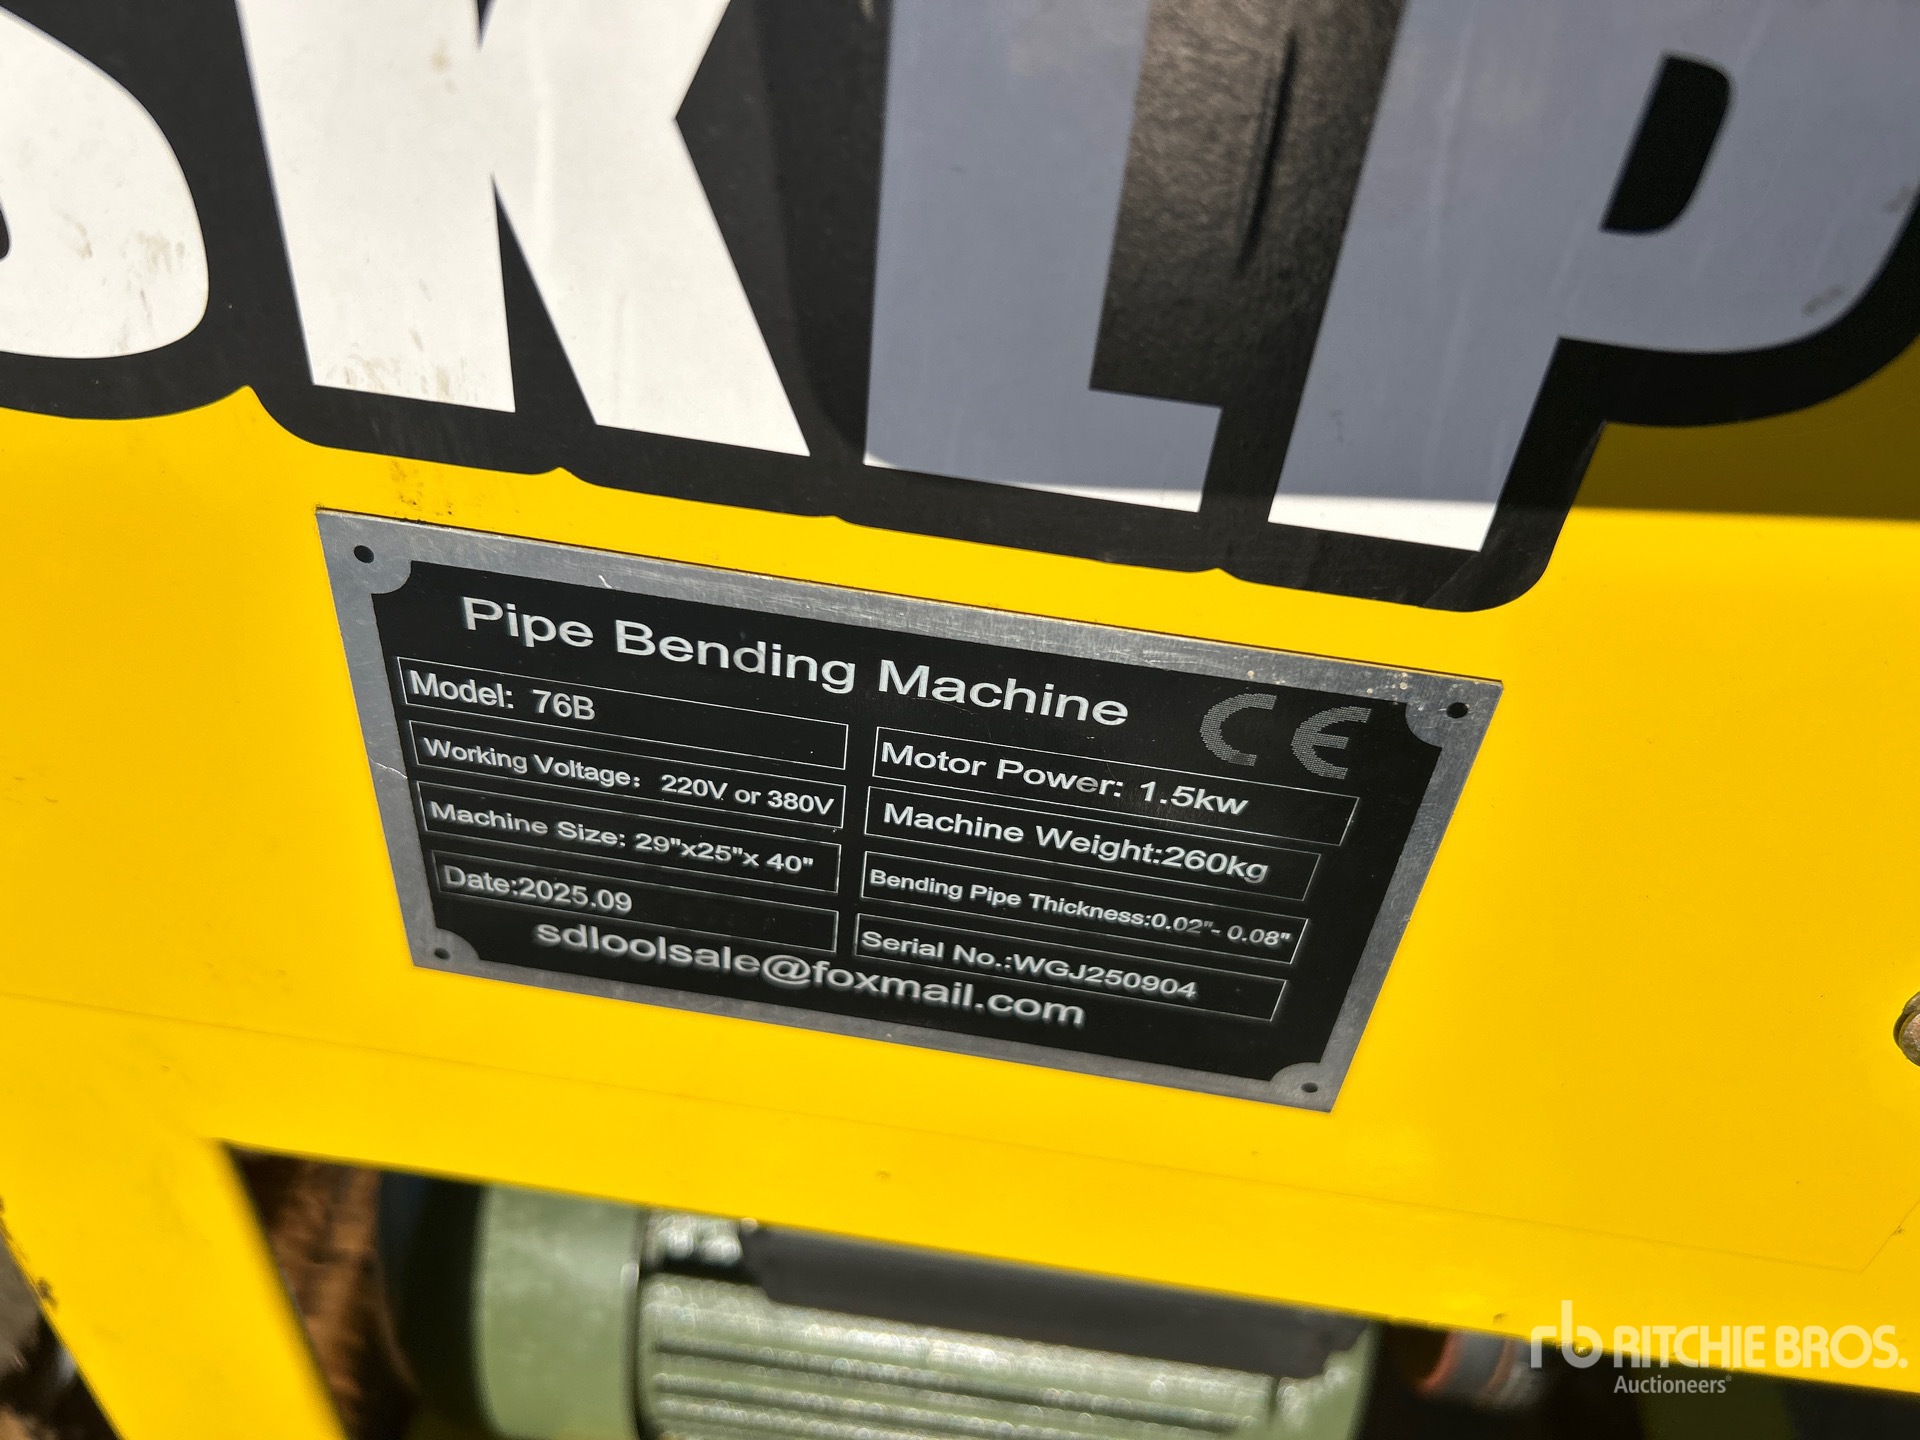 SKLP
Pipe Bending Machine
CE
Model: 76B
Motor Power: 1.5kw
Working Voltage: 220V or 380V
Machine Weight:260kg
Machine Size: 29"x25"x 40"
Bending Pipe Thickness:0.02"- 0.08"
Date:2025.09
Serial No.:WGJ250904
sdloolsale@foxmail.com
rb RITCHIE BROS.
Auctioneers®